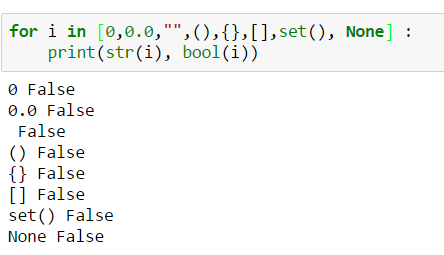 for i in [0,0.0,"",(),{},[],set(), None] :
    print(str(i), bool(i))
0 False
0.0 False
 False
() False
{} False
[] False
set() False
None False